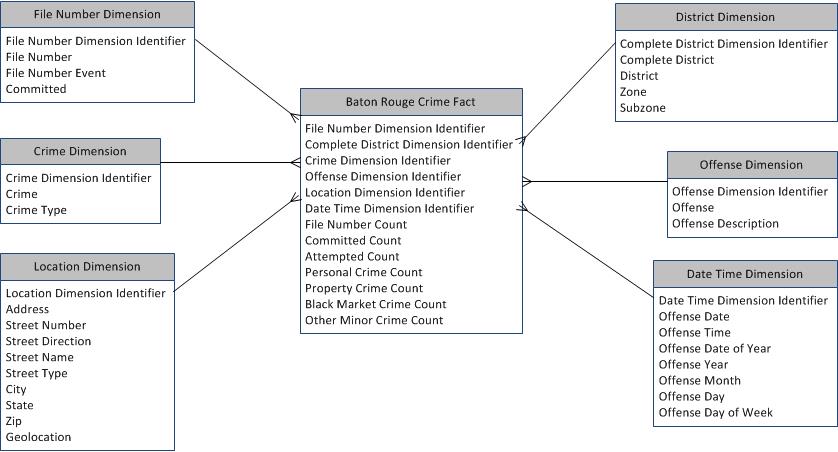 File Number Dimension
File Number Dimension Identifier
File Number
File Number Event
Committed
Crime Dimension
Crime Dimension Identifier
Crime
Crime Type
Location Dimension
Location Dimension Identifier
Address
Street Number
Street Direction
Street Name
Street Type
City
State
Zip
Geolocation
Baton Rouge Crime Fact
File Number Dimension Identifier
Complete District Dimension Identifier
Crime Dimension Identifier
Offense Dimension Identifier
Location Dimension Identifier
Date Time Dimension Identifier
File Number Count
Committed Count
Attempted Count
Personal Crime Count
Property Crime Count
Black Market Crime Count
Other Minor Crime Count
District Dimension
Complete District Dimension Identifier
Complete District
District
Zone
Subzone
Offense Dimension
Offense Dimension Identifier
Offense
Offense Description
Date Time Dimension
Date Time Dimension Identifier
Offense Date
Offense Time
Offense Date of Year
Offense Year
Offense Month
Offense Day
Offense Day of Week